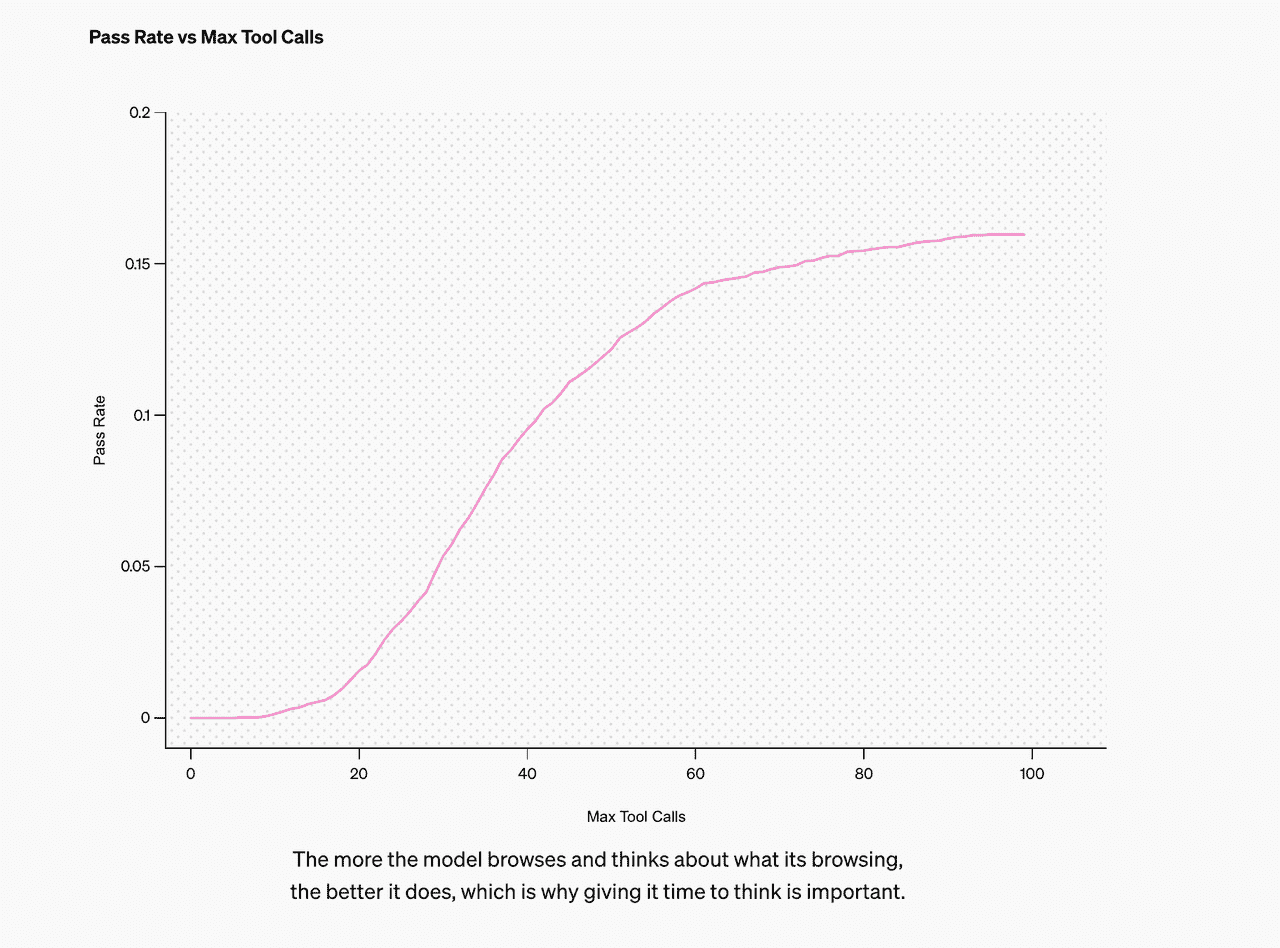 Pass Rate vs Max Tool Calls
0.2
0.15
0.1
0.05
0
Pass Rate
0 20 40 60 80 100
Max Tool Calls
The more the model browses and thinks about what its browsing,
the better it does, which is why giving it time to think is important.